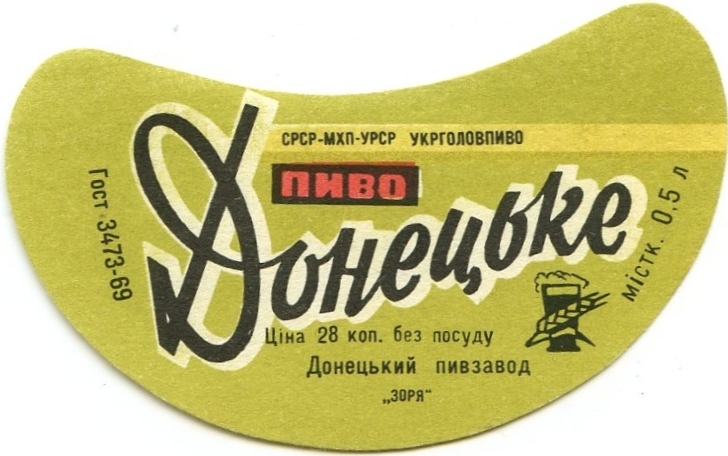 СРСР-МХП-УРСР УКРГОЛОВПИВО
ПИВО
Донецьке
Гост 3473-69
містк. 0,5 л
Ціна 28 коп. без посуду
Донецький пивзавод
„ЗОРЯ"